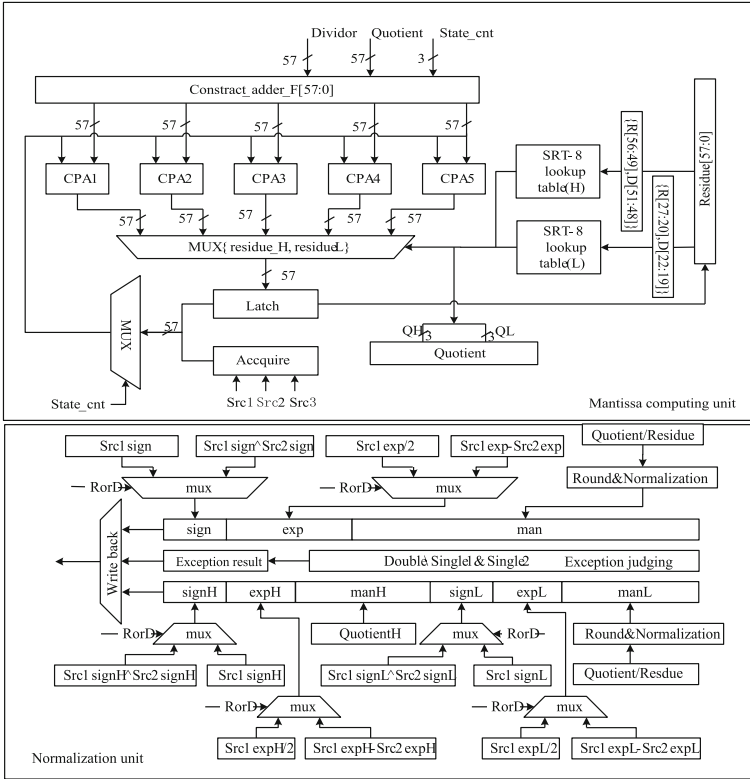 Dividor Quotient State_cnt
57 57 3
Constract_adder_F[57:0]
57 57 57 57 57
CPA1 CPA2 CPA3 CPA4 CPA5
57 57 57 57 57
MUX{ residue_H, residueL}
57
Latch
MUX
57
Accquire
Src1 Src2 Src3
State_cnt
SRT-8
lookup
table(H)
SRT-8
lookup
table(L)
{R[56:49],D[51:48]}
{R[27:20],D[22:19]}
Residue[57:0]
QH 3 3 QL
Quotient
Mantissa computing unit
Src1 sign Src1 sign^Src2 sign Src1 exp/2 Src1 exp-Src2 exp Quotient/Residue
RorD mux RorD mux Round&Normalization
sign exp man
Write back
Exception result Double\Single1 & Single2 Exception judging
signH expH manH signL expL manL
RorD mux QuotientH mux RorD Round&Normalization
Src1 signH^Src2 signH Src1 signH Src1 signL^Src2 signL Src1 signL Quotient/Resdue
RorD mux RorD mux
Src1 expH/2 Src1 expH-Src2 expH Src1 expL/2 Src1 expL-Src2 expL
Normalization unit